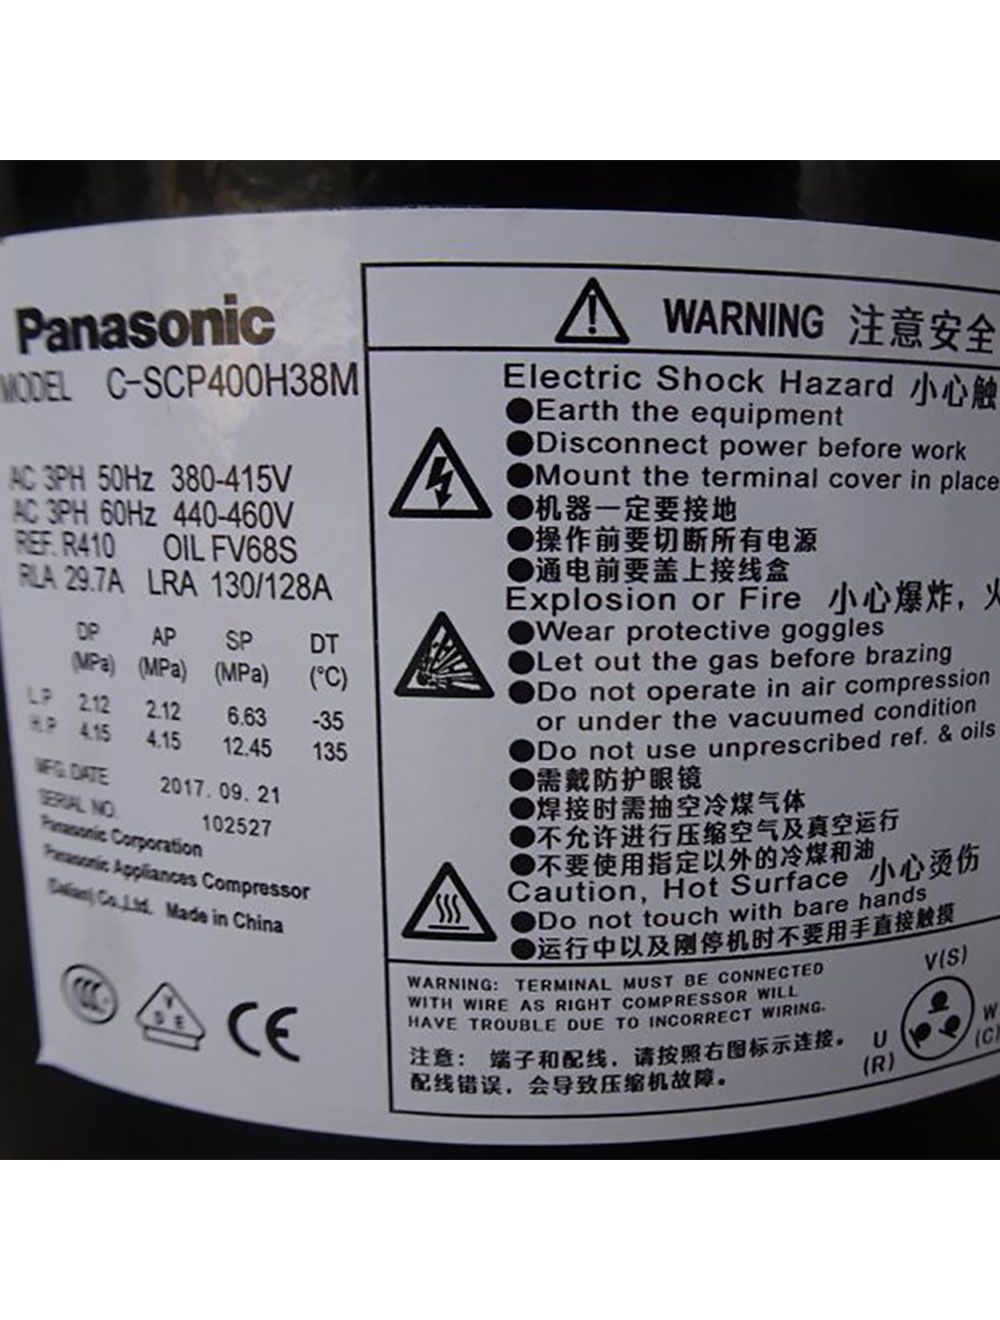 Panasonic
MODEL C-SCP400H38M
AC 3PH 50Hz 380-415V
AC 3PH 60Hz 440-460V
REF. R410 OIL FV68S
RLA 29.7A LRA 130/128A
DP AP SP DT
(MPa) (MPa) (MPa) (°C)
L.P 2.12 2.12 6.63 -35
H.P 4.15 4.15 12.45 135
MFG. DATE 2017. 09. 21
SERIAL NO. 102527
Panasonic Corporation
Panasonic Appliances Compressor
(Dalian) Co.,Ltd. Made in China
CCC
V
D E
CE
WARNING 注意安全
Electric Shock Hazard 小心触
●Earth the equipment
●Disconnect power before work
●Mount the terminal cover in place
●机器一定要接地
●操作前要切断所有电源
●通电前要盖上接线盒
Explosion or Fire 小心爆炸，火
●Wear protective goggles
●Let out the gas before brazing
●Do not operate in air compression
or under the vacuumed condition
●Do not use unprescribed ref. & oils
●需戴防护眼镜
●焊接时需抽空冷煤气体
●不允许进行压缩空气及真空运行
●不要使用指定以外的冷煤和油
Caution, Hot Surface 小心烫伤
●Do not touch with bare hands
●运行中以及刚停机时不要用手直接触摸
WARNING: TERMINAL MUST BE CONNECTED
WITH WIRE AS RIGHT COMPRESSOR WILL
HAVE TROUBLE DUE TO INCORRECT WIRING.
注意： 端子和配线，请按照右图标示连接。
配线错误，会导致压缩机故障。
V(S)
U
(R)
W
(C)